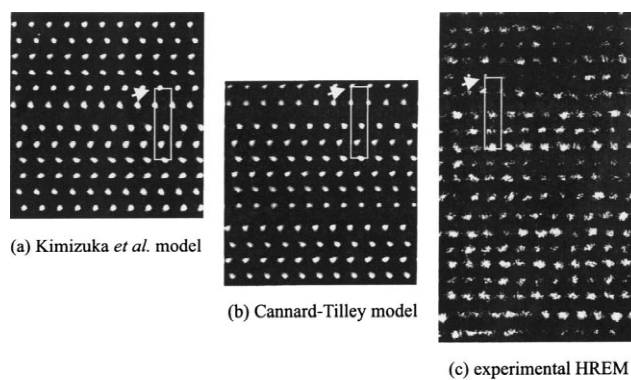 (a) Kimizuka et al. model
(b) Cannard-Tilley model
(c) experimental HREM